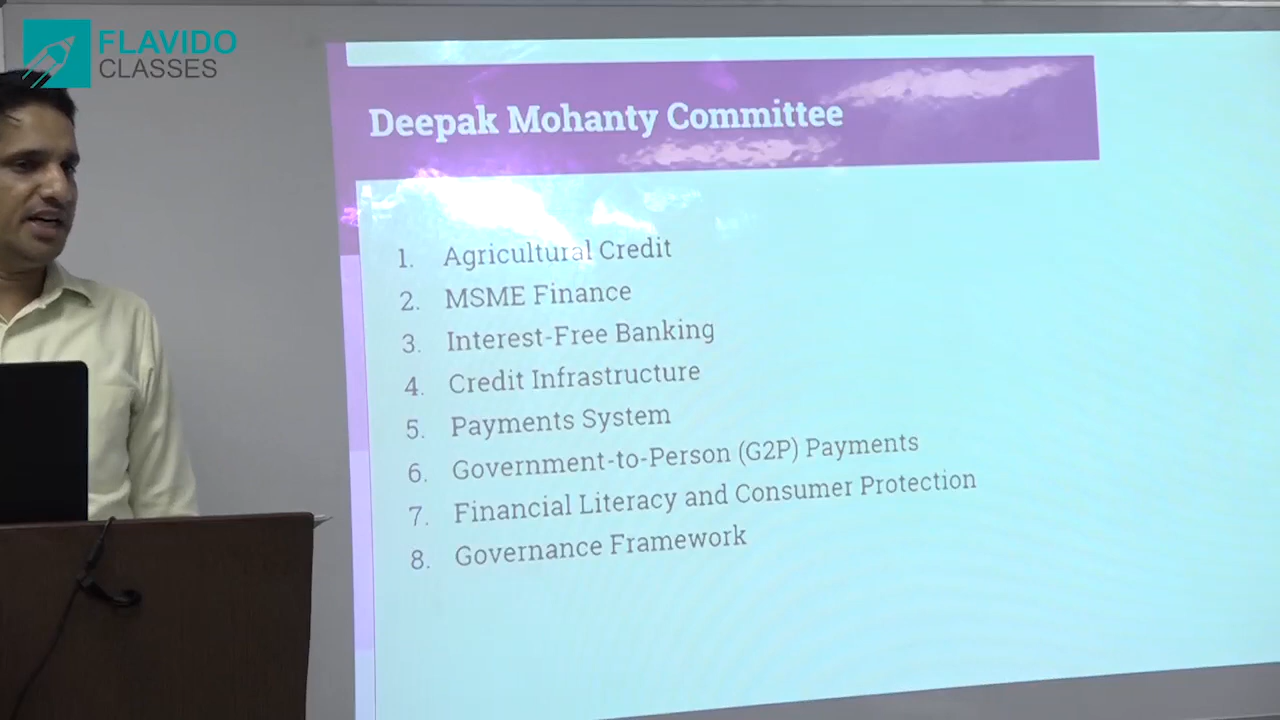 FLAVIDO
CLASSES
Deepak Mohanty Committee
1. Agricultural Credit
2. MSME Finance
3. Interest-Free Banking
4. Credit Infrastructure
5. Payments System
6. Government-to-Person (G2P) Payments
7. Financial Literacy and Consumer Protection
8. Governance Framework